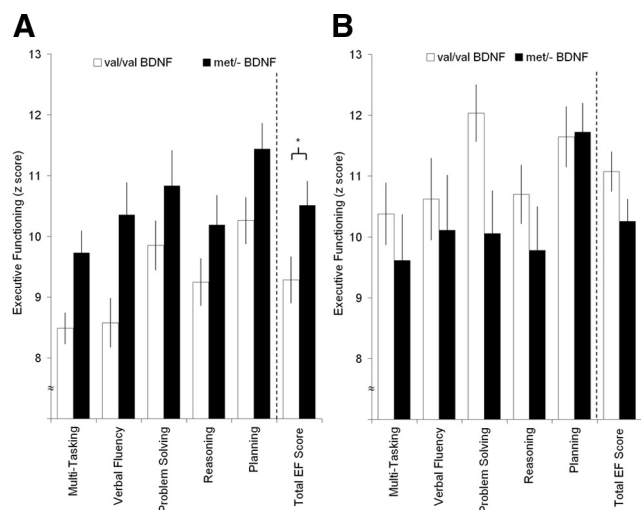 A
val/val BDNF
met/- BDNF
13
12
11
10
9
8
≈
Executive Functioning (z score)
*
Multi-Tasking
Verbal Fluency
Problem Solving
Reasoning
Planning
Total EF Score
B
val/val BDNF
met/- BDNF
13
12
11
10
9
8
≈
Executive Functioning (z score)
Multi-Tasking
Verbal Fluency
Problem Solving
Reasoning
Planning
Total EF Score